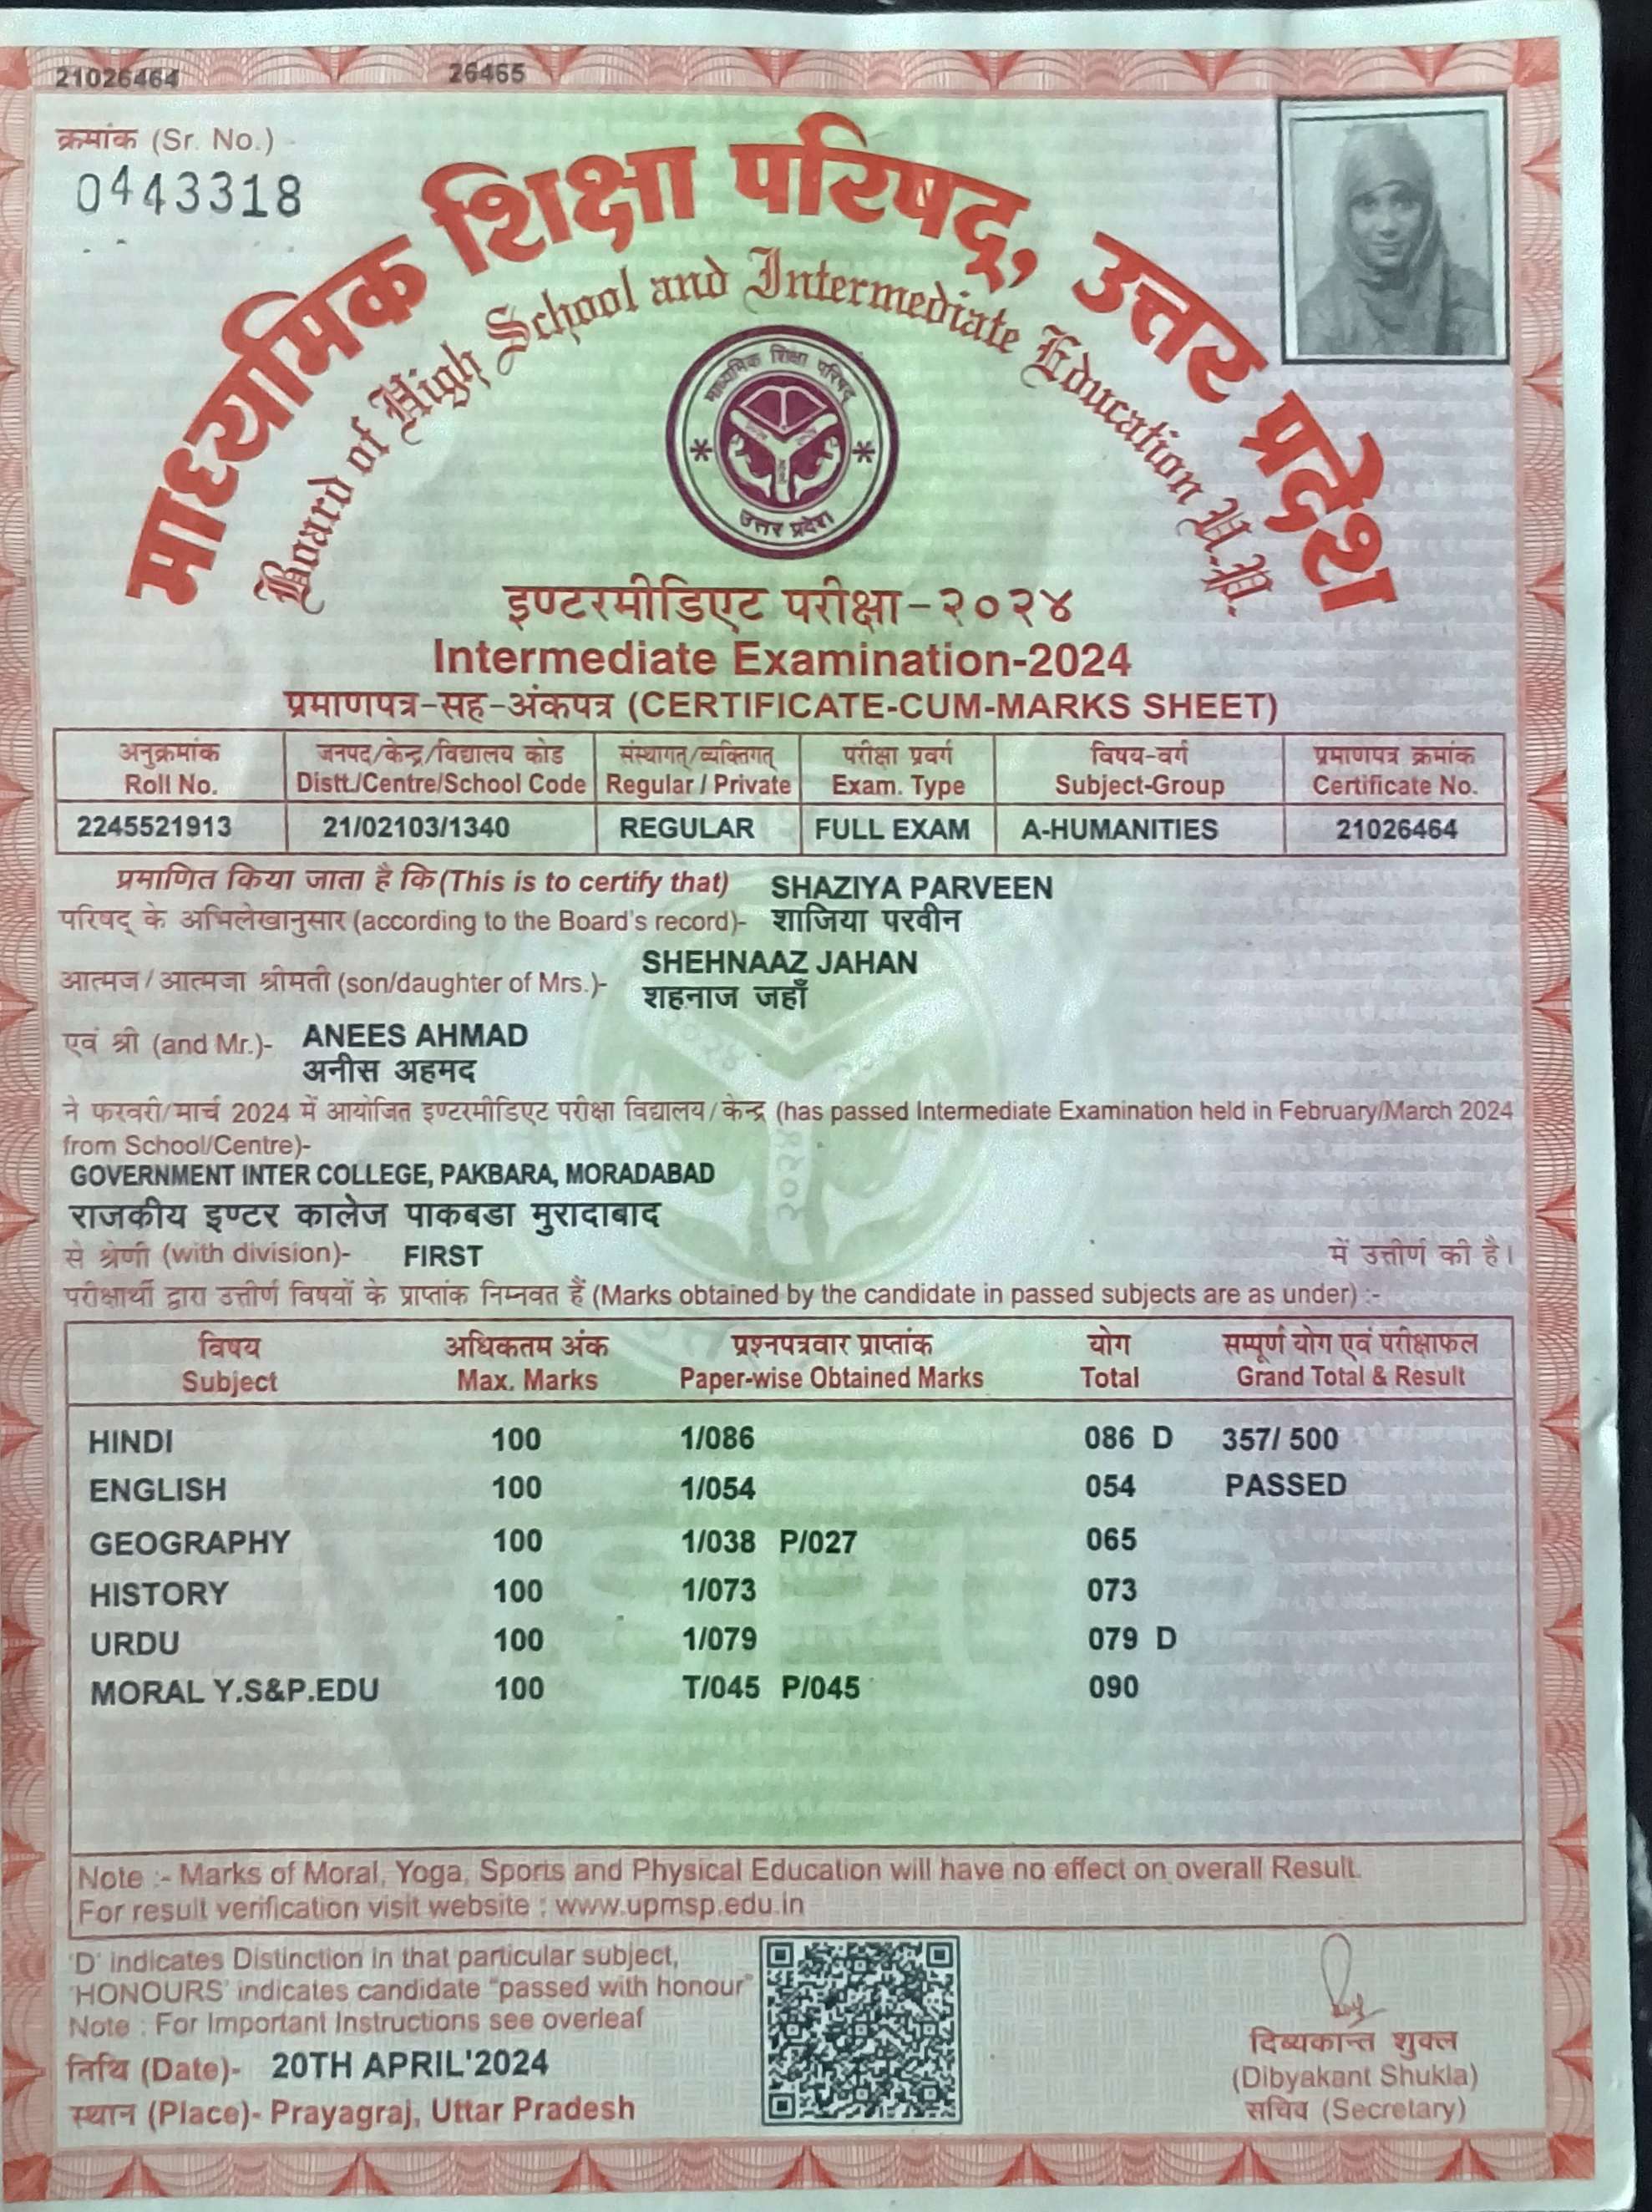 21026464 26465
क्रमांक (Sr. No.)
0443318
माध्यमिक शिक्षा परिषद्, उत्तर प्रदेश
Board of High School and Intermediate Education U.P.
माध्यमिक शिक्षा परिषद्
उत्तर प्रदेश
इण्टरमीडिएट परीक्षा-२०२४
Intermediate Examination-2024
प्रमाणपत्र-सह-अंकपत्र (CERTIFICATE-CUM-MARKS SHEET)
अनुक्रमांक जनपद/केन्द्र/विद्यालय कोड संस्थागत्/व्यक्तिगत् परीक्षा प्रवर्ग विषय-वर्ग प्रमाणपत्र क्रमांक
Roll No. Distt./Centre/School Code Regular / Private Exam. Type Subject-Group Certificate No.
2245521913 21/02103/1340 REGULAR FULL EXAM A-HUMANITIES 21026464
प्रमाणित किया जाता है कि (This is to certify that) SHAZIYA PARVEEN
परिषद् के अभिलेखानुसार (according to the Board's record)- शाजिया परवीन
SHEHNAAZ JAHAN
आत्मज/आत्मजा श्रीमती (son/daughter of Mrs.)-
शहनाज जहाँ
एवं श्री (and Mr.)- ANEES AHMAD
अनीस अहमद
ने फरवरी/मार्च 2024 में आयोजित इण्टरमीडिएट परीक्षा विद्यालय/केन्द्र (has passed Intermediate Examination held in February/March 2024
from School/Centre)-
GOVERNMENT INTER COLLEGE, PAKBARA, MORADABAD
राजकीय इण्टर कालेज पाकबडा मुरादाबाद
से श्रेणी (with division)- FIRST में उत्तीर्ण की है।
परीक्षार्थी द्वारा उत्तीर्ण विषयों के प्राप्तांक निम्नवत हैं (Marks obtained by the candidate in passed subjects are as under) :-
विषय अधिकतम अंक प्रश्नपत्रवार प्राप्तांक योग सम्पूर्ण योग एवं परीक्षाफल
Subject Max. Marks Paper-wise Obtained Marks Total Grand Total & Result
HINDI 100 1/086 086 D 357/ 500
ENGLISH 100 1/054 054 PASSED
GEOGRAPHY 100 1/038 P/027 065
HISTORY 100 1/073 073
URDU 100 1/079 079 D
MORAL Y.S&P.EDU 100 T/045 P/045 090
Note :- Marks of Moral, Yoga, Sports and Physical Education will have no effect on overall Result.
For result verification visit website : www.upmsp.edu.in
'D' indicates Distinction in that particular subject,
'HONOURS' indicates candidate "passed with honour"
Note : For Important Instructions see overleaf
तिथि (Date)- 20TH APRIL'2024
स्थान (Place)- Prayagraj, Uttar Pradesh
दिब्यकान्त शुक्ल
(Dibyakant Shukla)
सचिव (Secretary)